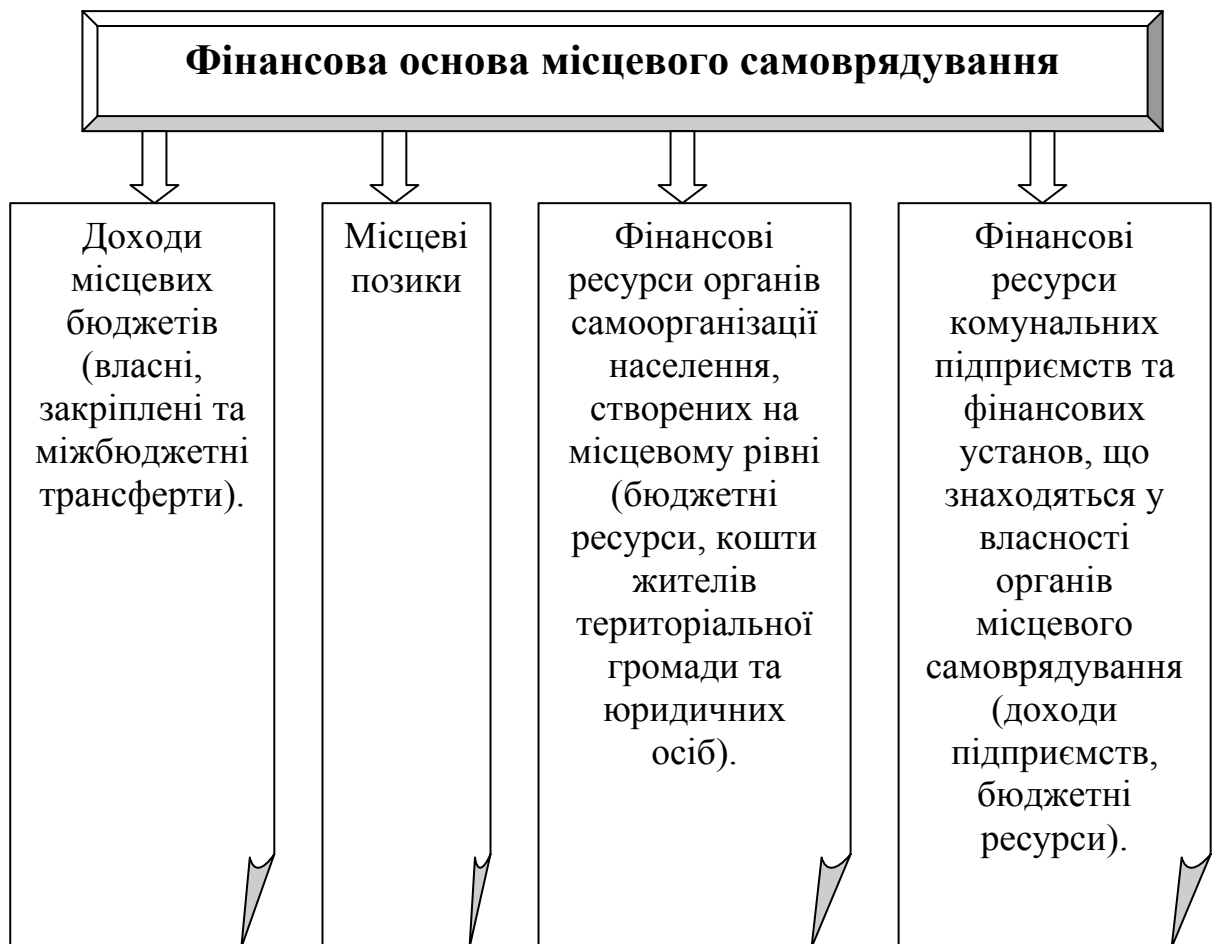 Фінансова основа місцевого самоврядування
Доходи
місцевих
бюджетів
(власні,
закріплені та
міжбюджетні
трансферти).
Місцеві
позики
Фінансові
ресурси органів
самоорганізації
населення,
створених на
місцевому рівні
(бюджетні
ресурси, кошти
жителів
територіальної
громади та
юридичних
осіб).
Фінансові
ресурси
комунальних
підприємств та
фінансових
установ, що
знаходяться у
власності
органів
місцевого
самоврядування
(доходи
підприємств,
бюджетні
ресурси).